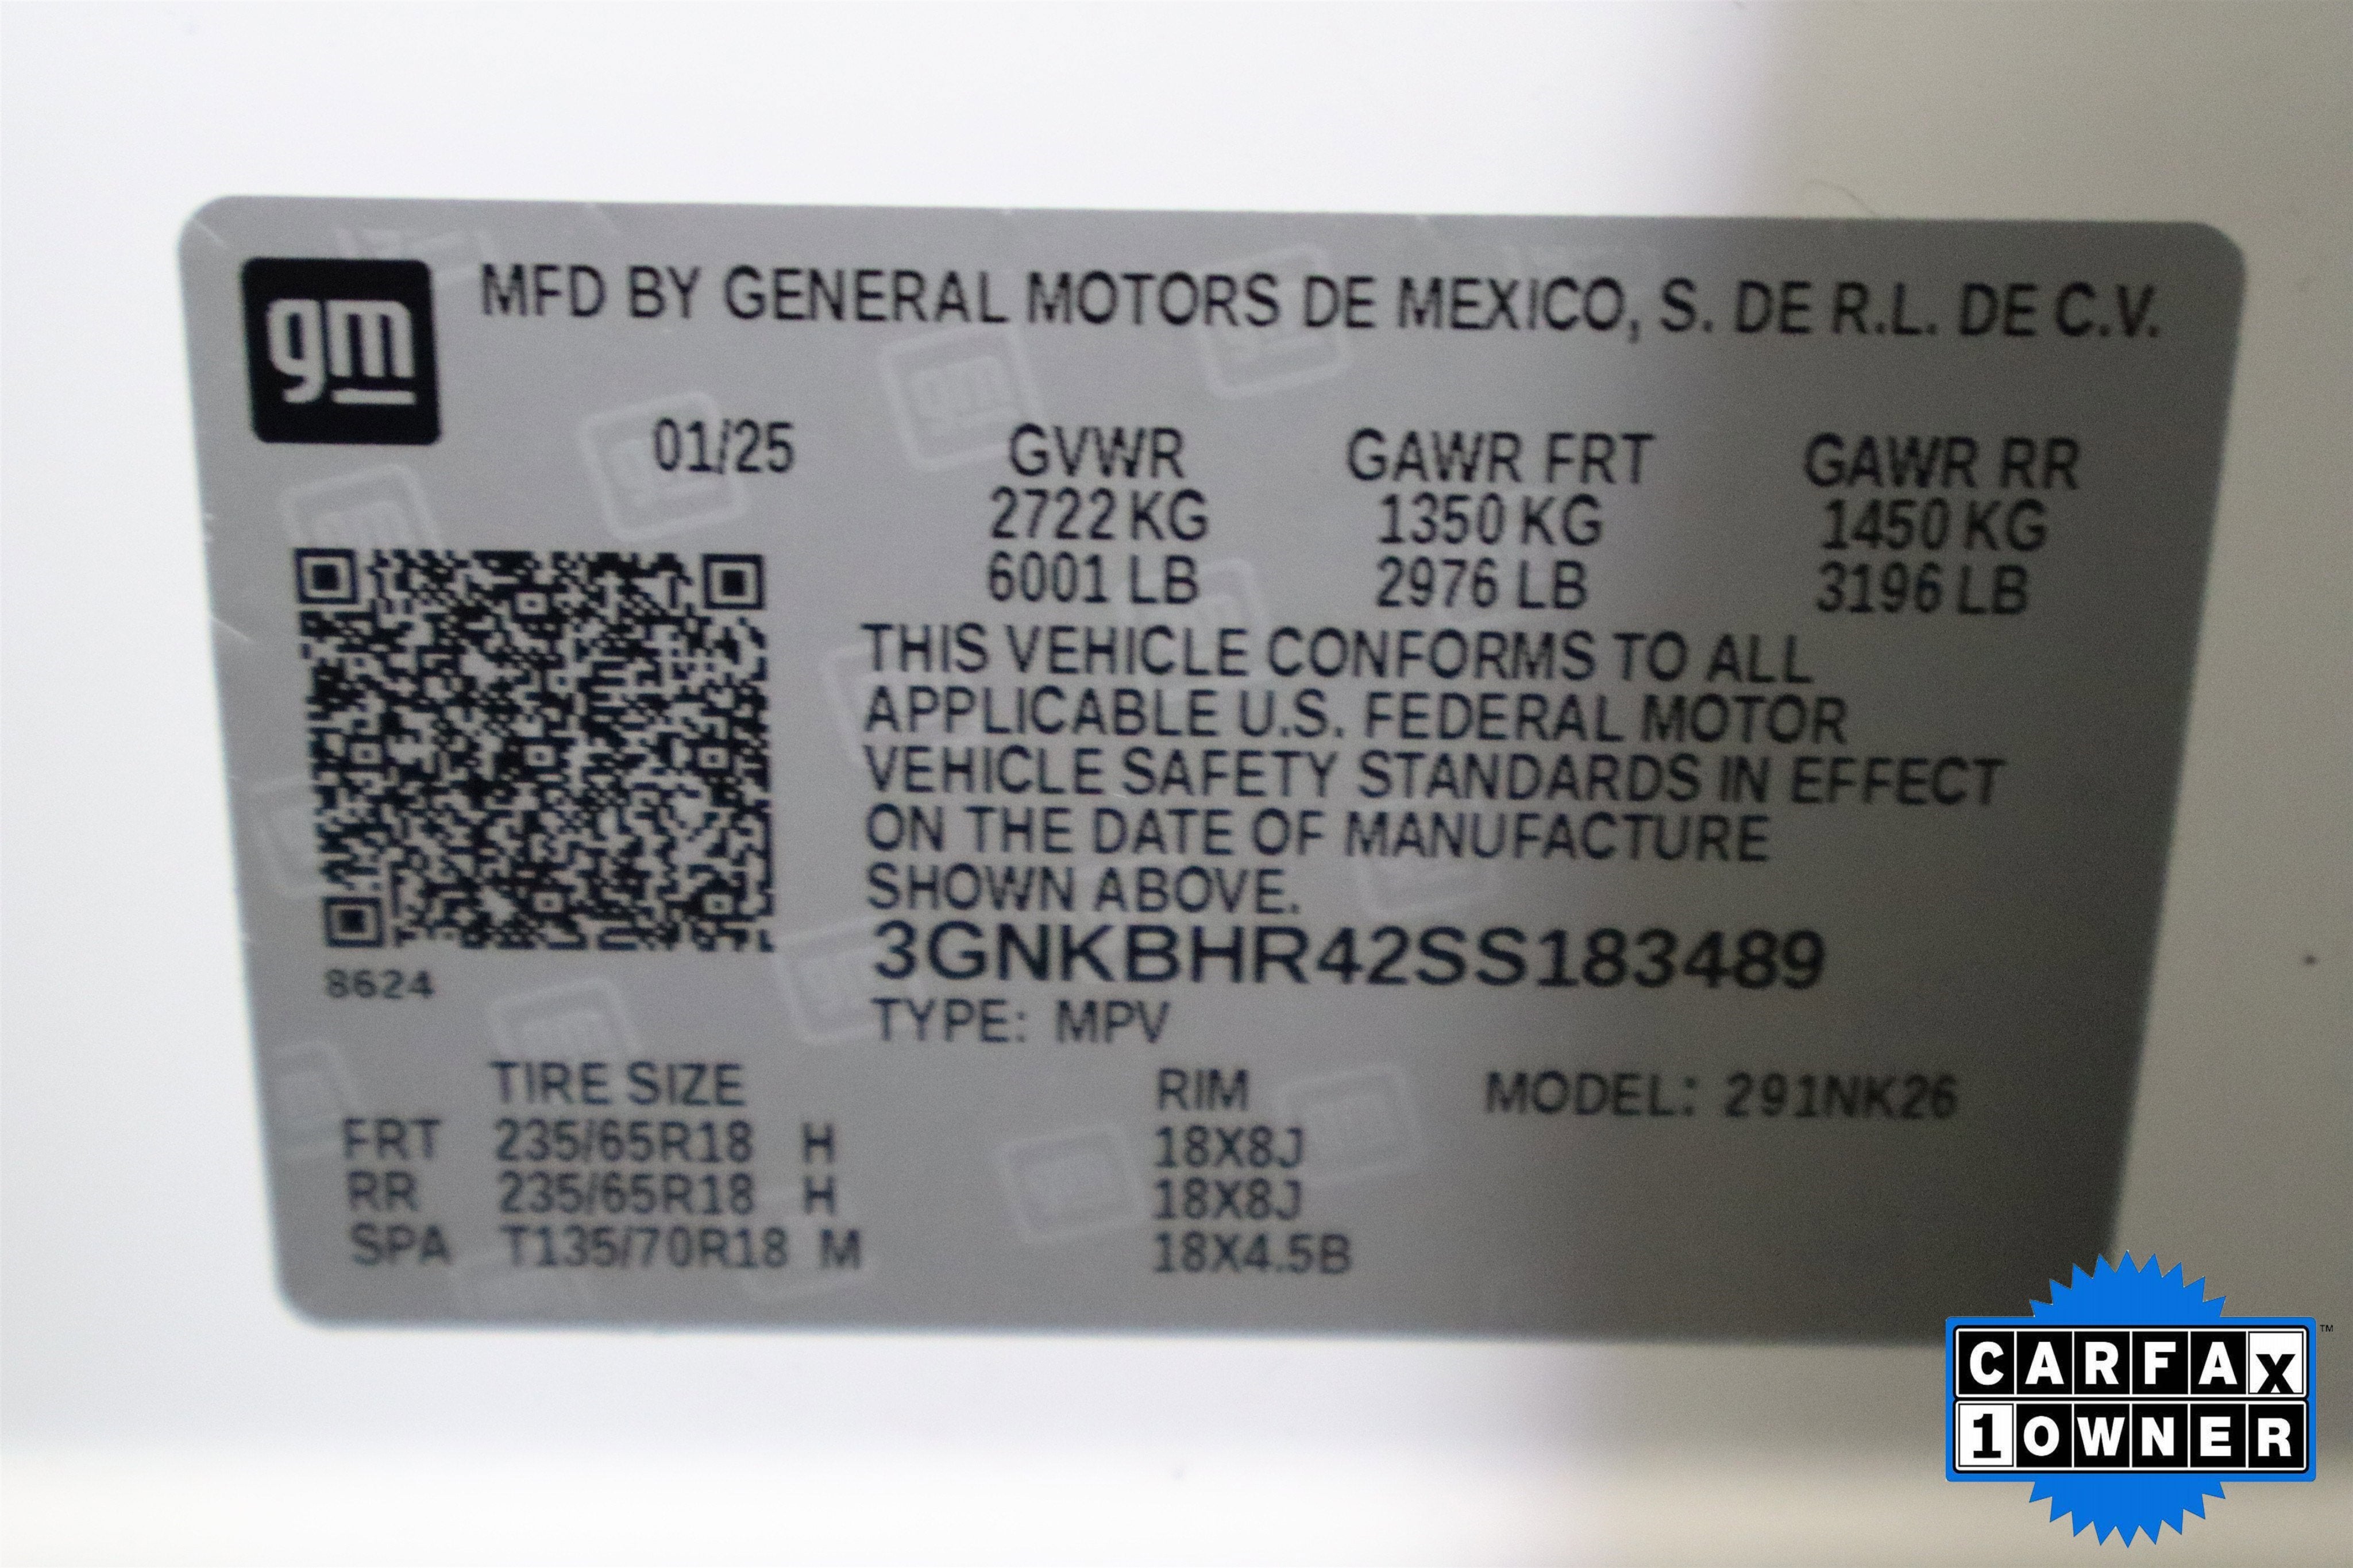 gm
MFD BY GENERAL MOTORS DE MEXICO, S. DE R.L. DE C.V.
01/25 GVWR GAWR FRT GAWR RR
2722 KG 1350 KG 1450 KG
6001 LB 2976 LB 3196 LB
THIS VEHICLE CONFORMS TO ALL
APPLICABLE U.S. FEDERAL MOTOR
VEHICLE SAFETY STANDARDS IN EFFECT
ON THE DATE OF MANUFACTURE
SHOWN ABOVE.
3GNKBHR42SS183489
8624
TYPE: MPV
TIRE SIZE RIM MODEL: 291NK26
FRT 235/65R18 H 18X8J
RR 235/65R18 H 18X8J
SPA T135/70R18 M 18X4.5B
CARFAX TM
1 OWNER